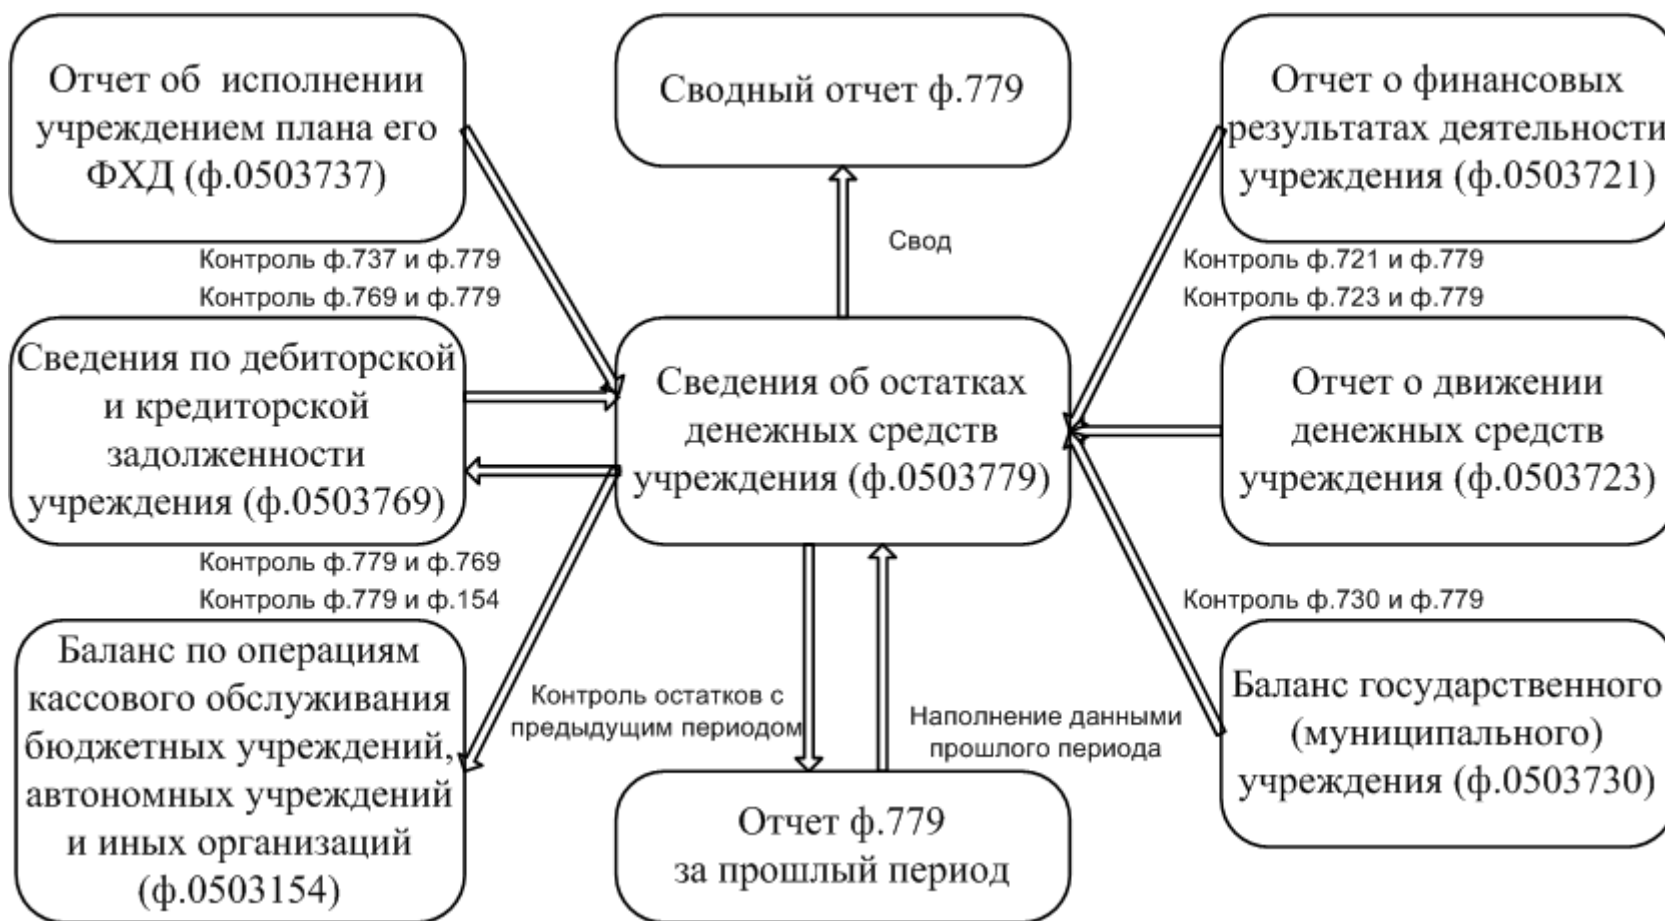 Отчет об исполнении
учреждением плана его
ФХД (ф.0503737)
Сводный отчет ф.779
Отчет о финансовых
результатах деятельности
учреждения (ф.0503721)
Свод
Контроль ф.737 и ф.779
Контроль ф.769 и ф.779
Контроль ф.721 и ф.779
Контроль ф.723 и ф.779
Сведения по дебиторской
и кредиторской
задолженности
учреждения (ф.0503769)
Сведения об остатках
денежных средств
учреждения (ф.0503779)
Отчет о движении
денежных средств
учреждения (ф.0503723)
Контроль ф.779 и ф.769
Контроль ф.779 и ф.154
Контроль ф.730 и ф.779
Баланс по операциям
кассового обслуживания
бюджетных учреждений,
автономных учреждений
и иных организаций
(ф.0503154)
Контроль остатков с
предыдущим периодом
Наполнение данными
прошлого периода
Баланс государственного
(муниципального)
учреждения (ф.0503730)
Отчет ф.779
за прошлый период